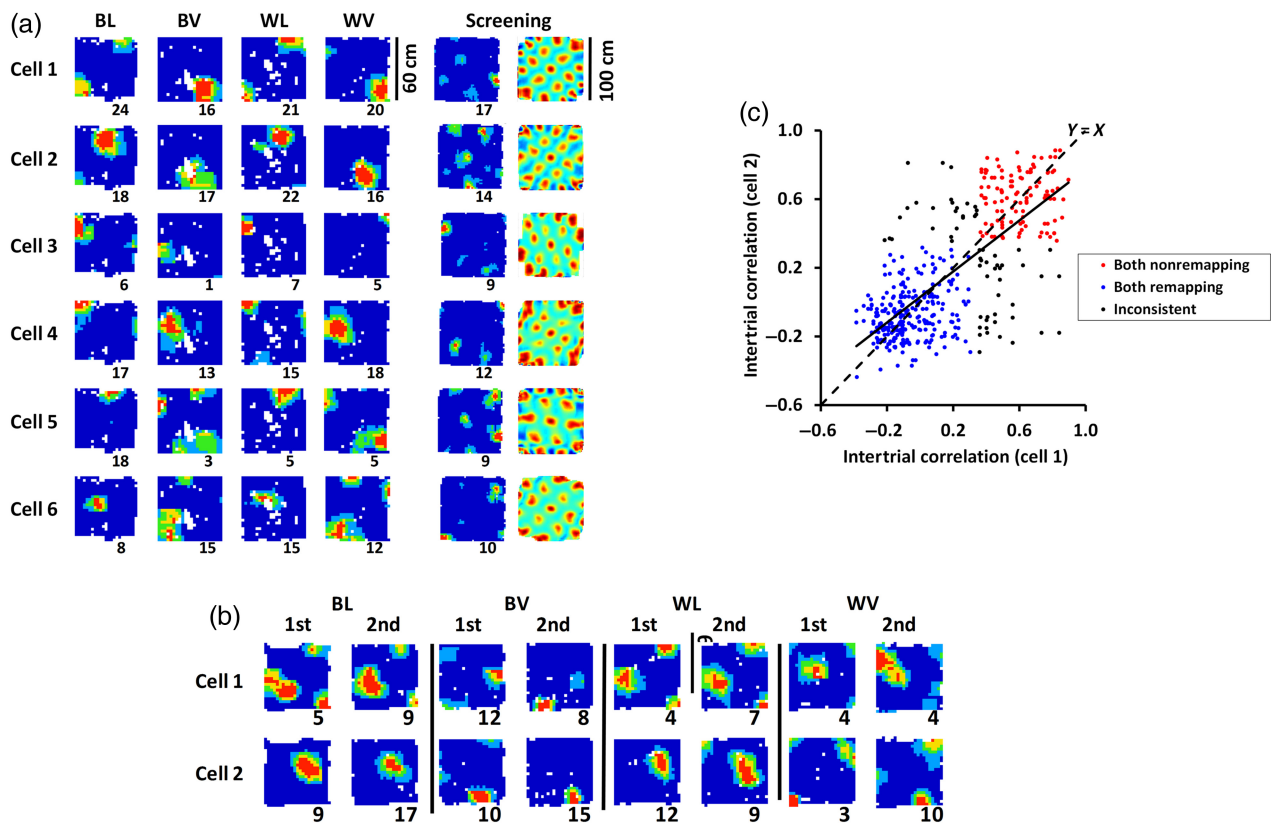 (a)
BL BV WL WV Screening
Cell 1
60 cm
100 cm
24 16 21 20 17
Cell 2
18 17 22 16 14
Cell 3
6 1 7 5 9
Cell 4
17 13 15 18 12
Cell 5
18 3 5 5 9
Cell 6
8 15 15 12 10
(c)
Y = X
1.0
0.6
0.2
−0.2
−0.6
−0.6 −0.2 0.2 0.6 1.0
Intertrial correlation (cell 2)
Intertrial correlation (cell 1)
Both nonremapping
Both remapping
Inconsistent
(b)
BL BV WL WV
1st 2nd 1st 2nd 1st 2nd 1st 2nd
Cell 1
5 9 12 8 4 7 4 4
Cell 2
9 17 10 15 12 9 3 10